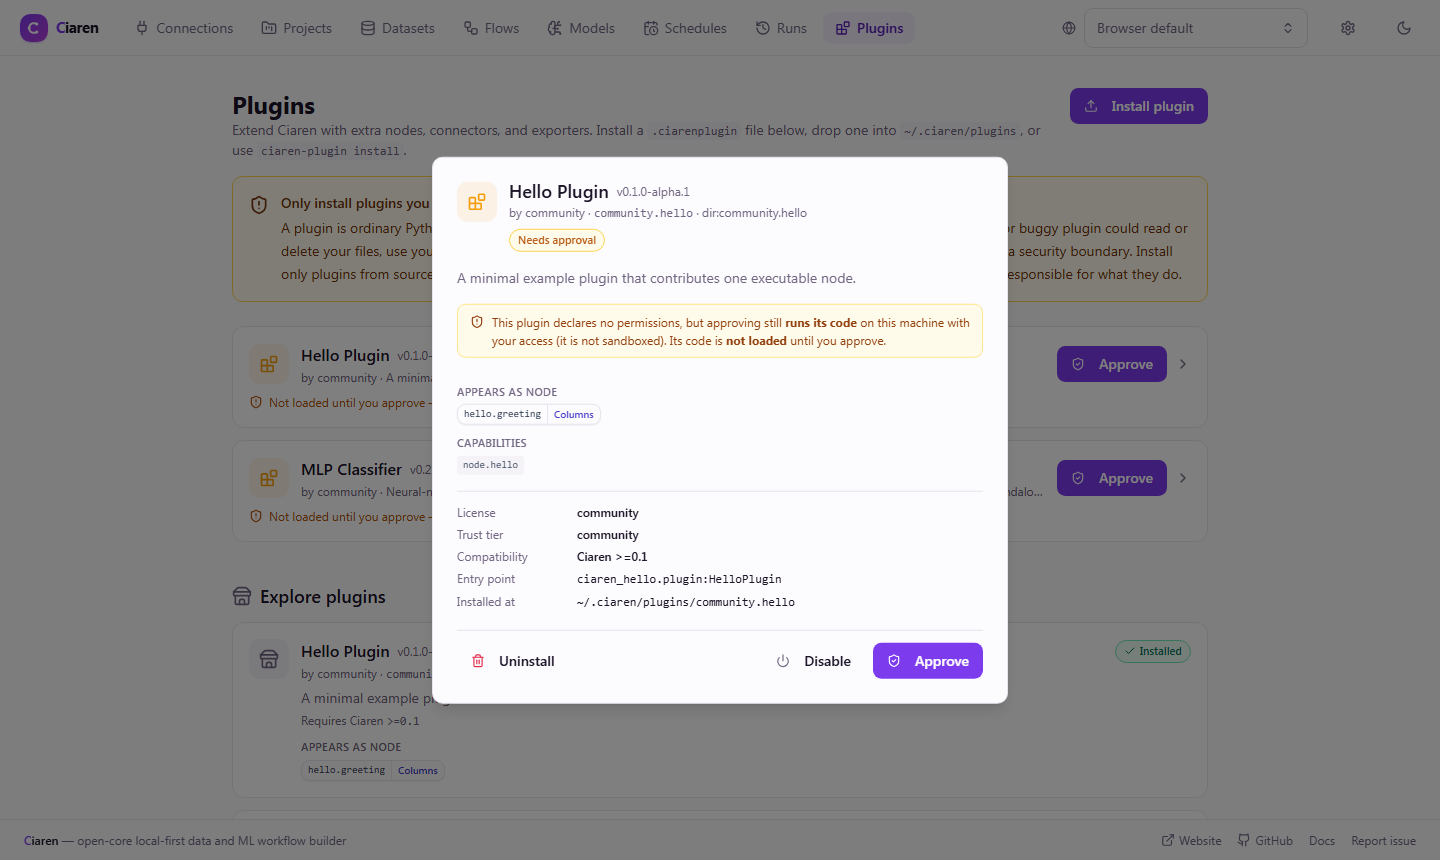 C Ciaren Connections Projects Datasets Flows Models Schedules Runs Plugins Browser default
Plugins
Install plugin
Extend Ciaren with extra nodes, connectors, and exporters. Install a .ciarenplugin file below, drop one into ~/.ciaren/plugins, or
use ciaren-plugin install.
Only install plugins you
A plugin is ordinary Pyth
or buggy plugin could read or
delete your files, use you
a security boundary. Install
only plugins from source
esponsible for what they do.
Hello Plugin v0.1.0-
by community · A minima
Not loaded until you approve –
Approve
MLP Classifier v0.2
by community · Neural-n
ndalo...
Not loaded until you approve –
Approve
Explore plugins
Hello Plugin v0.1.0-
Installed
by community · communi
A minimal example plug
Requires Ciaren >=0.1
APPEARS AS NODE
hello.greeting Columns
Hello Plugin v0.1.0-alpha.1
by community · community.hello · dir:community.hello
Needs approval
A minimal example plugin that contributes one executable node.
This plugin declares no permissions, but approving still runs its code on this machine with
your access (it is not sandboxed). Its code is not loaded until you approve.
APPEARS AS NODE
hello.greeting Columns
CAPABILITIES
node.hello
License community
Trust tier community
Compatibility Ciaren >=0.1
Entry point ciaren_hello.plugin:HelloPlugin
Installed at ~/.ciaren/plugins/community.hello
Uninstall Disable Approve
Ciaren — open-core local-first data and ML workflow builder Website GitHub Docs Report issue